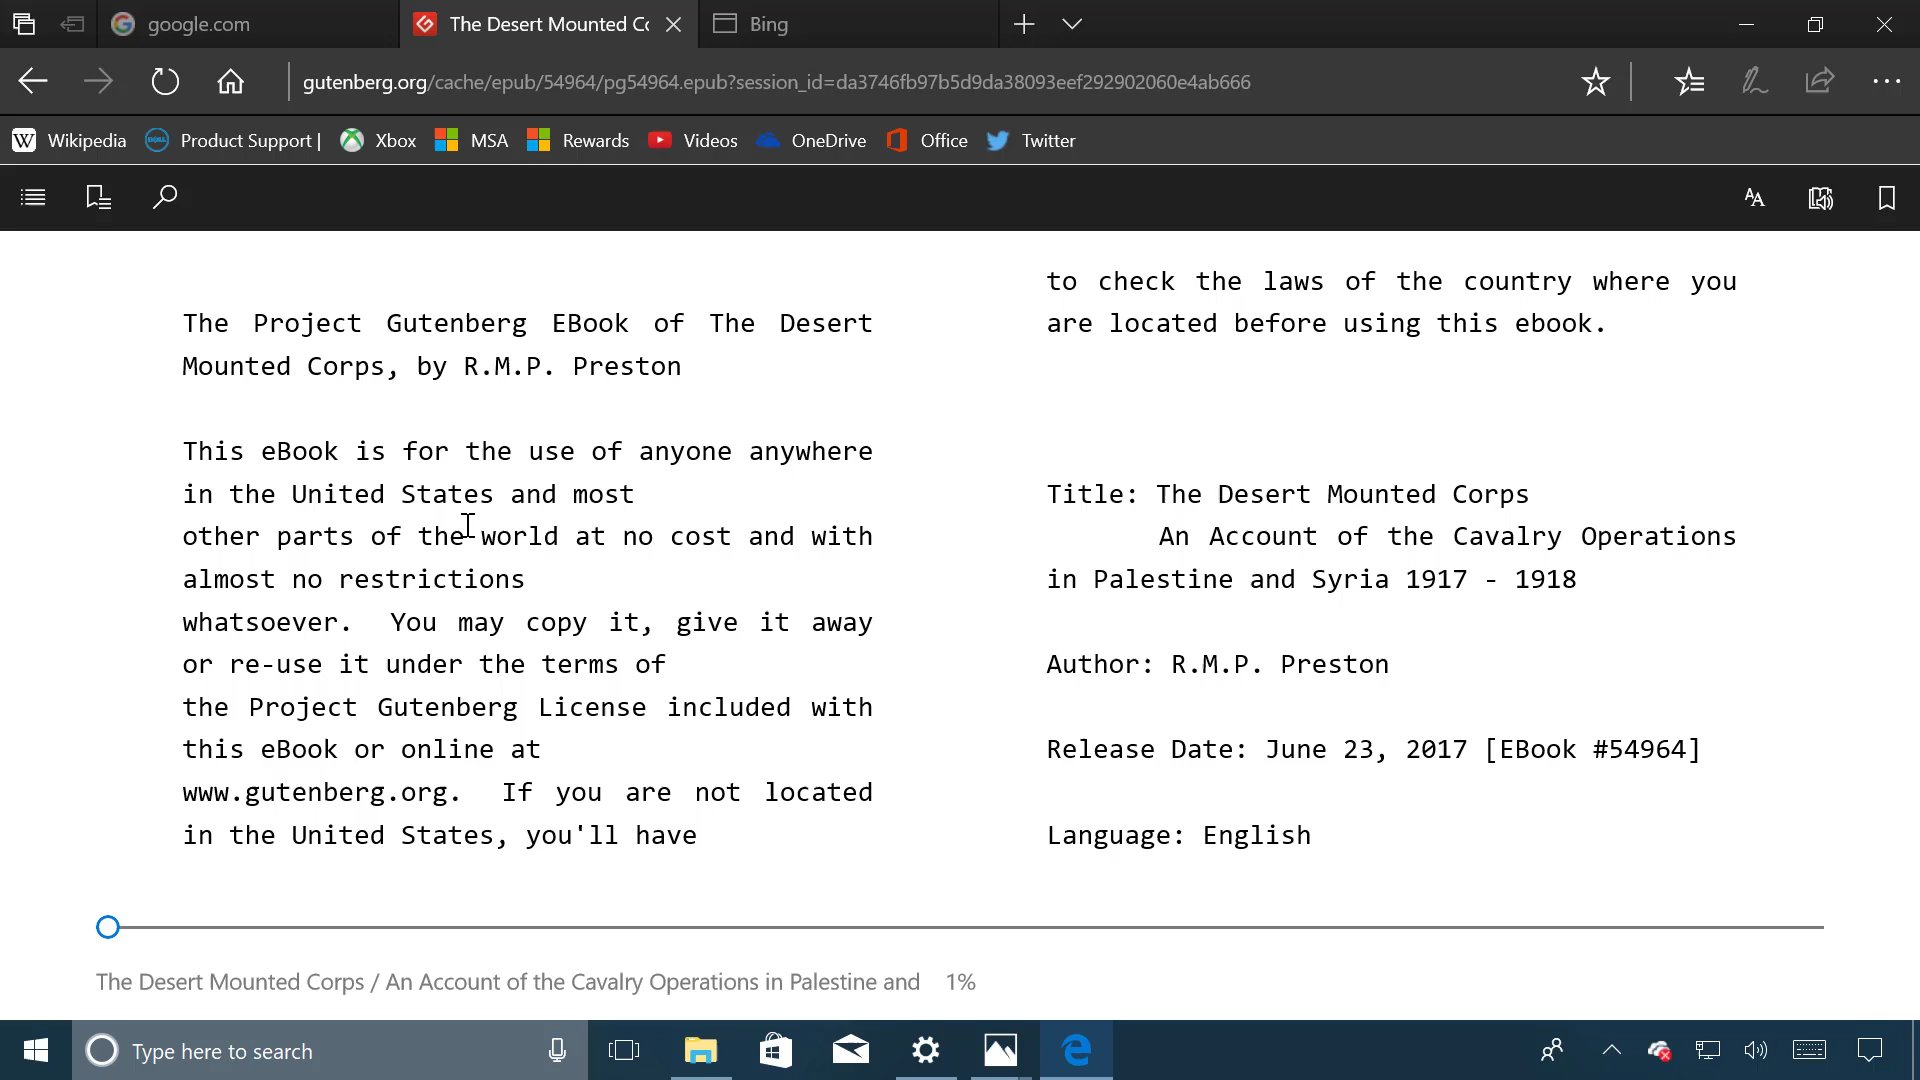 google.com
The Desert Mounted Co
Bing
gutenberg.org/cache/epub/54964/pg54964.epub?session_id=da3746fb97b5d9da38093eef292902060e4ab666
Wikipedia
Product Support |
Xbox
MSA
Rewards
Videos
OneDrive
Office
Twitter
The Project Gutenberg EBook of The Desert
Mounted Corps, by R.M.P. Preston
This eBook is for the use of anyone anywhere
in the United States and most
other parts of the world at no cost and with
almost no restrictions
whatsoever. You may copy it, give it away
or re-use it under the terms of
the Project Gutenberg License included with
this eBook or online at
www.gutenberg.org. If you are not located
in the United States, you'll have
to check the laws of the country where you
are located before using this ebook.
Title: The Desert Mounted Corps
An Account of the Cavalry Operations
in Palestine and Syria 1917 - 1918
Author: R.M.P. Preston
Release Date: June 23, 2017 [EBook #54964]
Language: English
The Desert Mounted Corps / An Account of the Cavalry Operations in Palestine and 1%
Type here to search